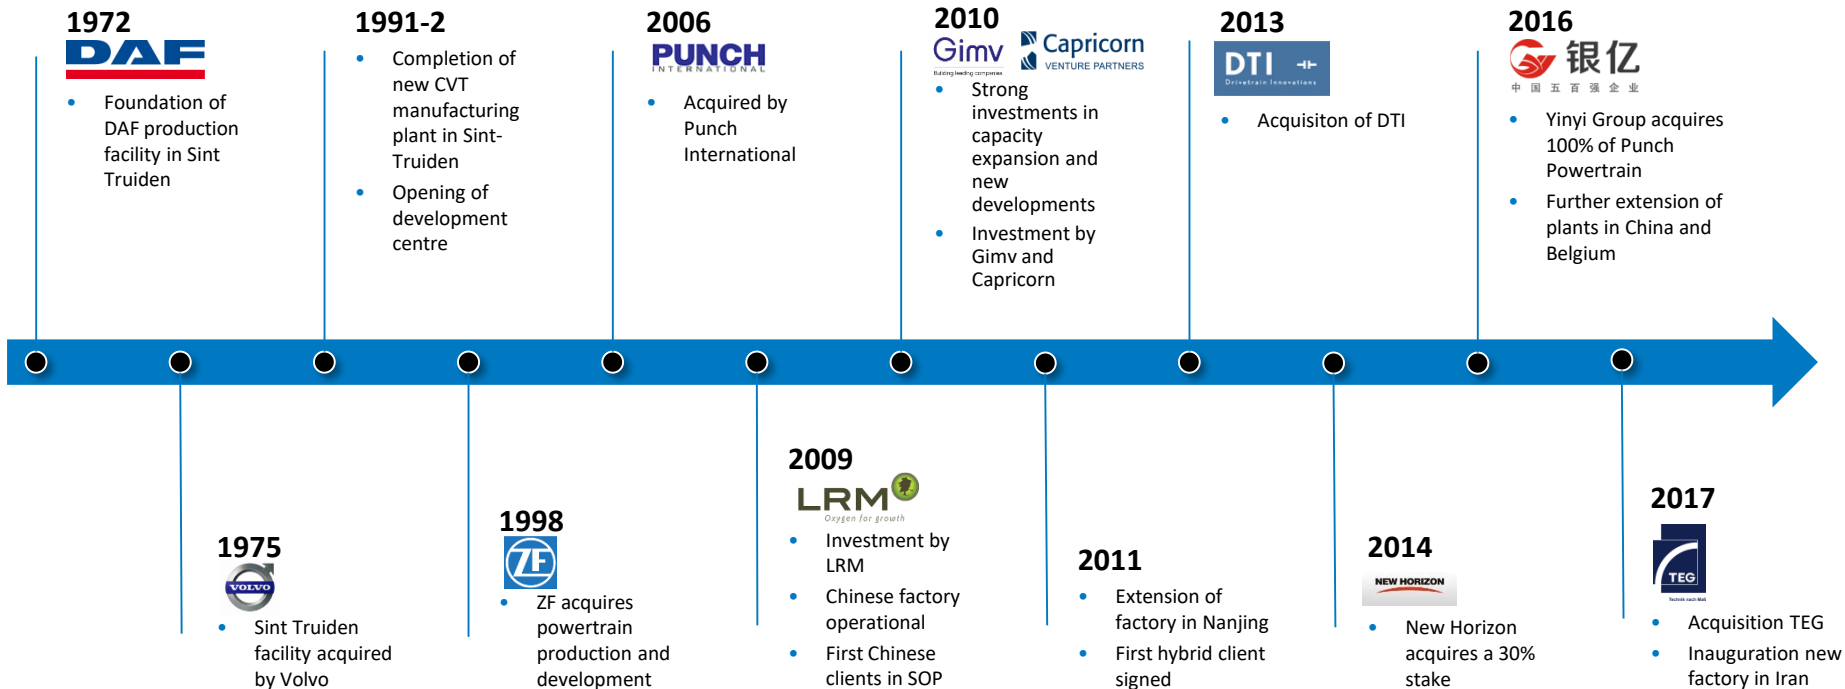 1972
DAF
• Foundation of
DAF production
facility in Sint
Truiden
1991-2
• Completion of
new CVT
manufacturing
plant in Sint-
Truiden
• Opening of
development
centre
2006
PUNCH
INTERNATIONAL
• Acquired by
Punch
International
2010
Gimv
Building leading companies.
Capricorn
VENTURE PARTNERS
• Strong
investments in
capacity
expansion and
new
developments
• Investment by
Gimv and
Capricorn
2013
DTI
Drivetrain Innovations
• Acquisiton of DTI
2016
银亿
中国五百强企业
• Yinyi Group acquires
100% of Punch
Powertrain
• Further extension of
plants in China and
Belgium
1975
VOLVO
• Sint Truiden
facility acquired
by Volvo
1998
ZF
• ZF acquires
powertrain
production and
development
2009
LRM
Oxygen for growth
• Investment by
LRM
• Chinese factory
operational
• First Chinese
clients in SOP
2011
• Extension of
factory in Nanjing
• First hybrid client
signed
2014
NEW HORIZON
• New Horizon
acquires a 30%
stake
2017
TEG
Technik nach Maß
• Acquisition TEG
• Inauguration new
factory in Iran